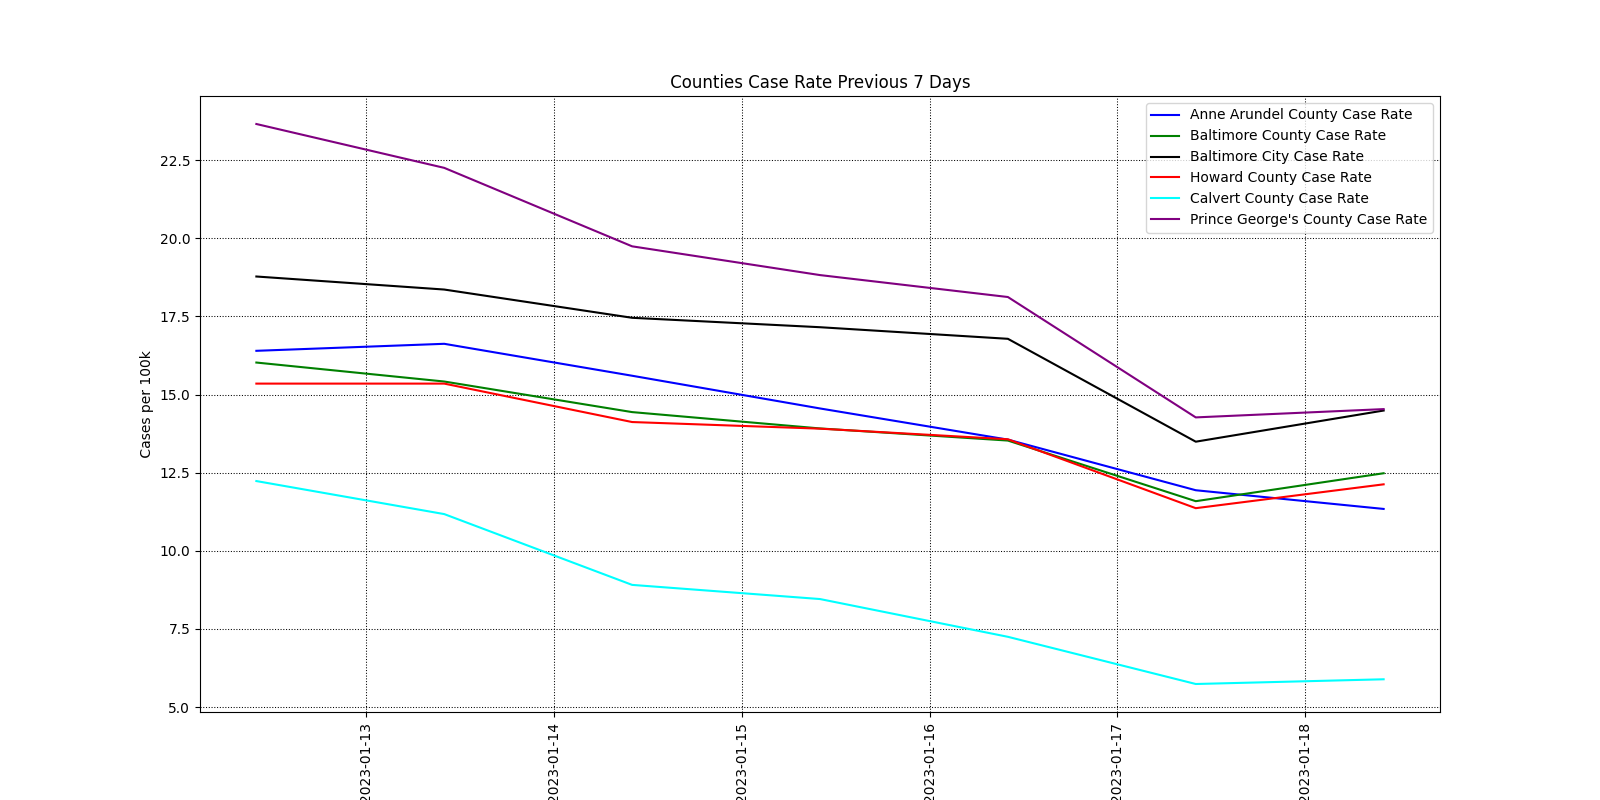 Counties Case Rate Previous 7 Days
Anne Arundel County Case Rate
Baltimore County Case Rate
Baltimore City Case Rate
Howard County Case Rate
Calvert County Case Rate
Prince George's County Case Rate
Cases per 100k
22.5
20.0
17.5
15.0
12.5
10.0
7.5
5.0
2023-01-13
2023-01-14
2023-01-15
2023-01-16
2023-01-17
2023-01-18